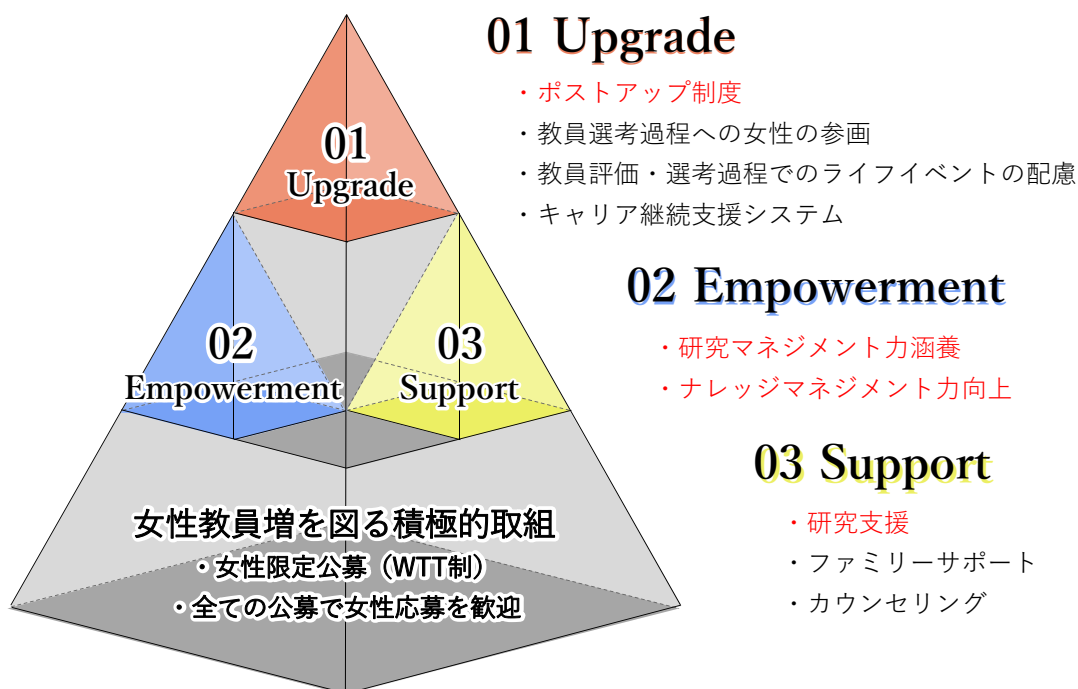 01 Upgrade
・ポストアップ制度
・教員選考過程への女性の参画
・教員評価・選考過程でのライフイベントの配慮
・キャリア継続支援システム
02 Empowerment
・研究マネジメント力涵養
・ナレッジマネジメント力向上
03 Support
・研究支援
・ファミリーサポート
・カウンセリング
01
Upgrade
02
Empowerment
03
Support
女性教員増を図る積極的取組
・女性限定公募（WTT制）
・全ての公募で女性応募を歓迎